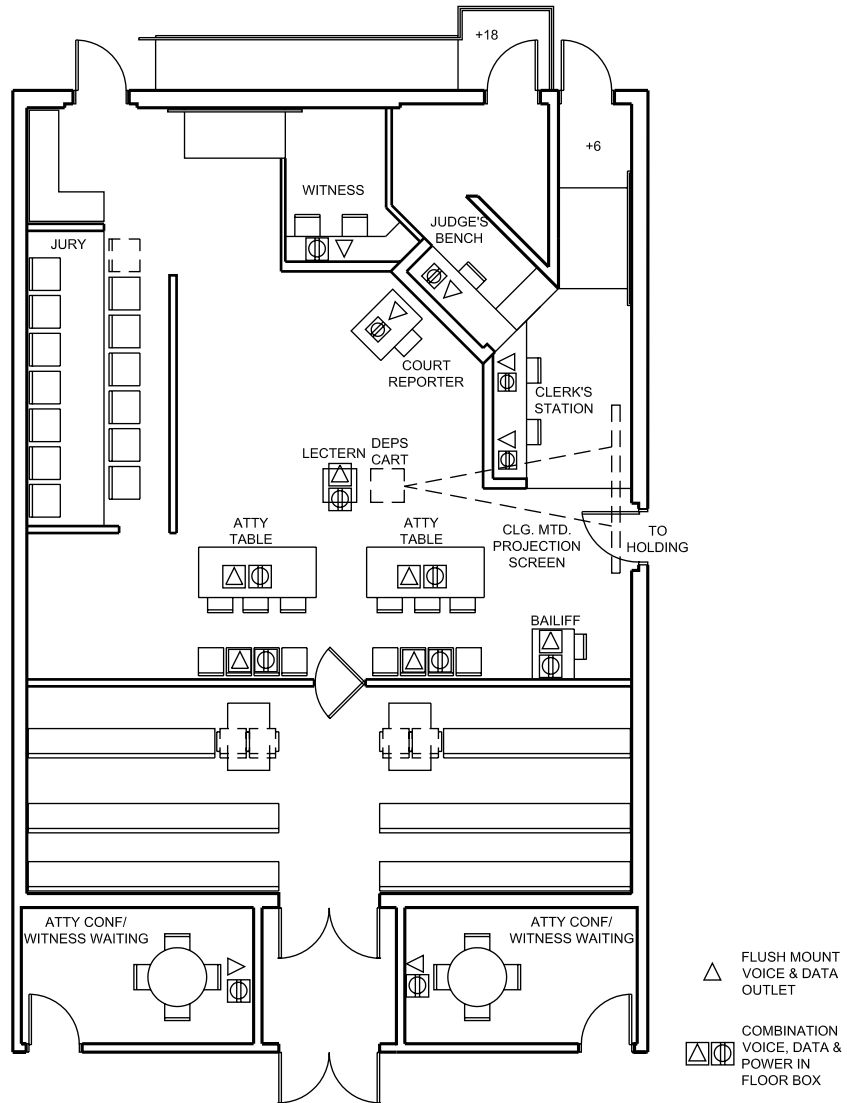 +18
+6
WITNESS
JUDGE'S
BENCH
JURY
COURT
REPORTER
CLERK'S
STATION
LECTERN
DEPS
CART
ATTY
TABLE
ATTY
TABLE
CLG. MTD.
PROJECTION
SCREEN
TO
HOLDING
BAILIFF
ATTY CONF/
WITNESS WAITING
ATTY CONF/
WITNESS WAITING
FLUSH MOUNT
VOICE & DATA
OUTLET
COMBINATION
VOICE, DATA &
POWER IN
FLOOR BOX